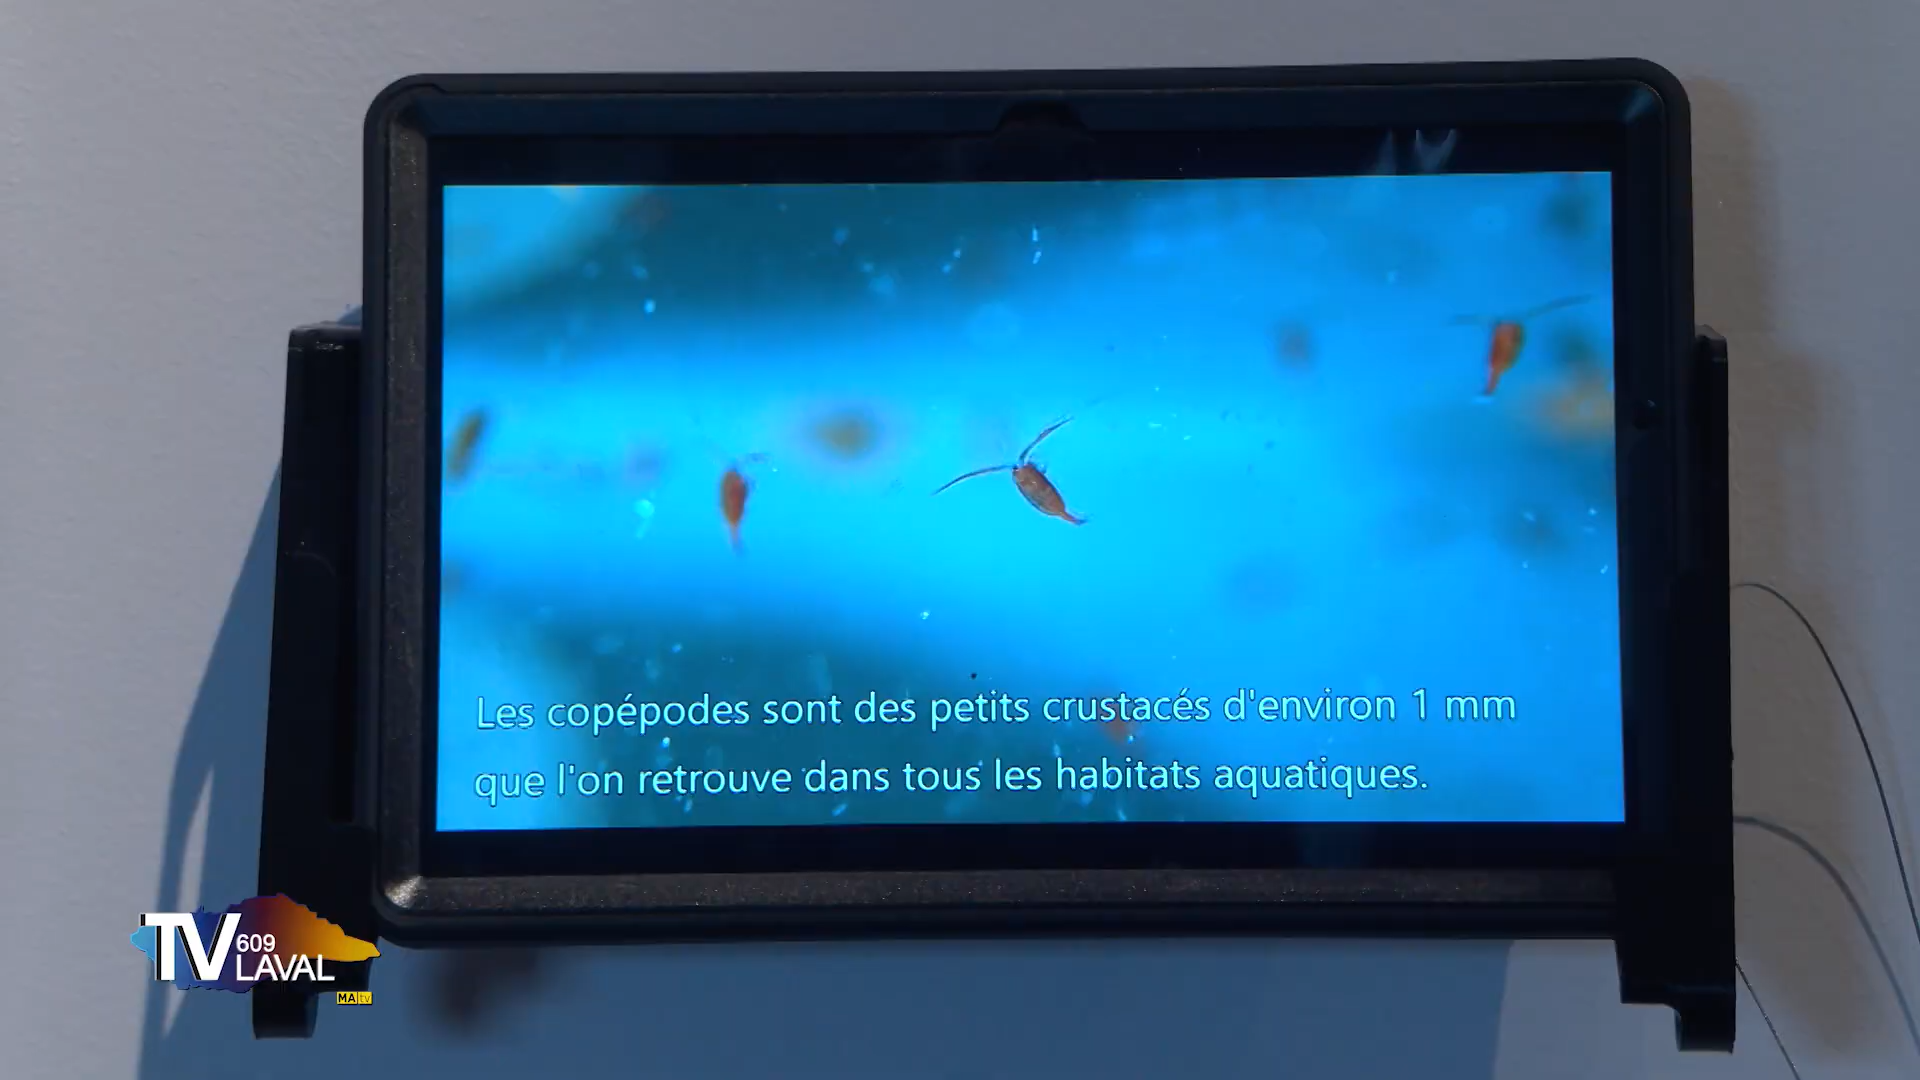 Les copépodes sont des petits crustacés d'environ 1 mm
que l'on retrouve dans tous les habitats aquatiques.
TV 609
LAVAL
MAtv